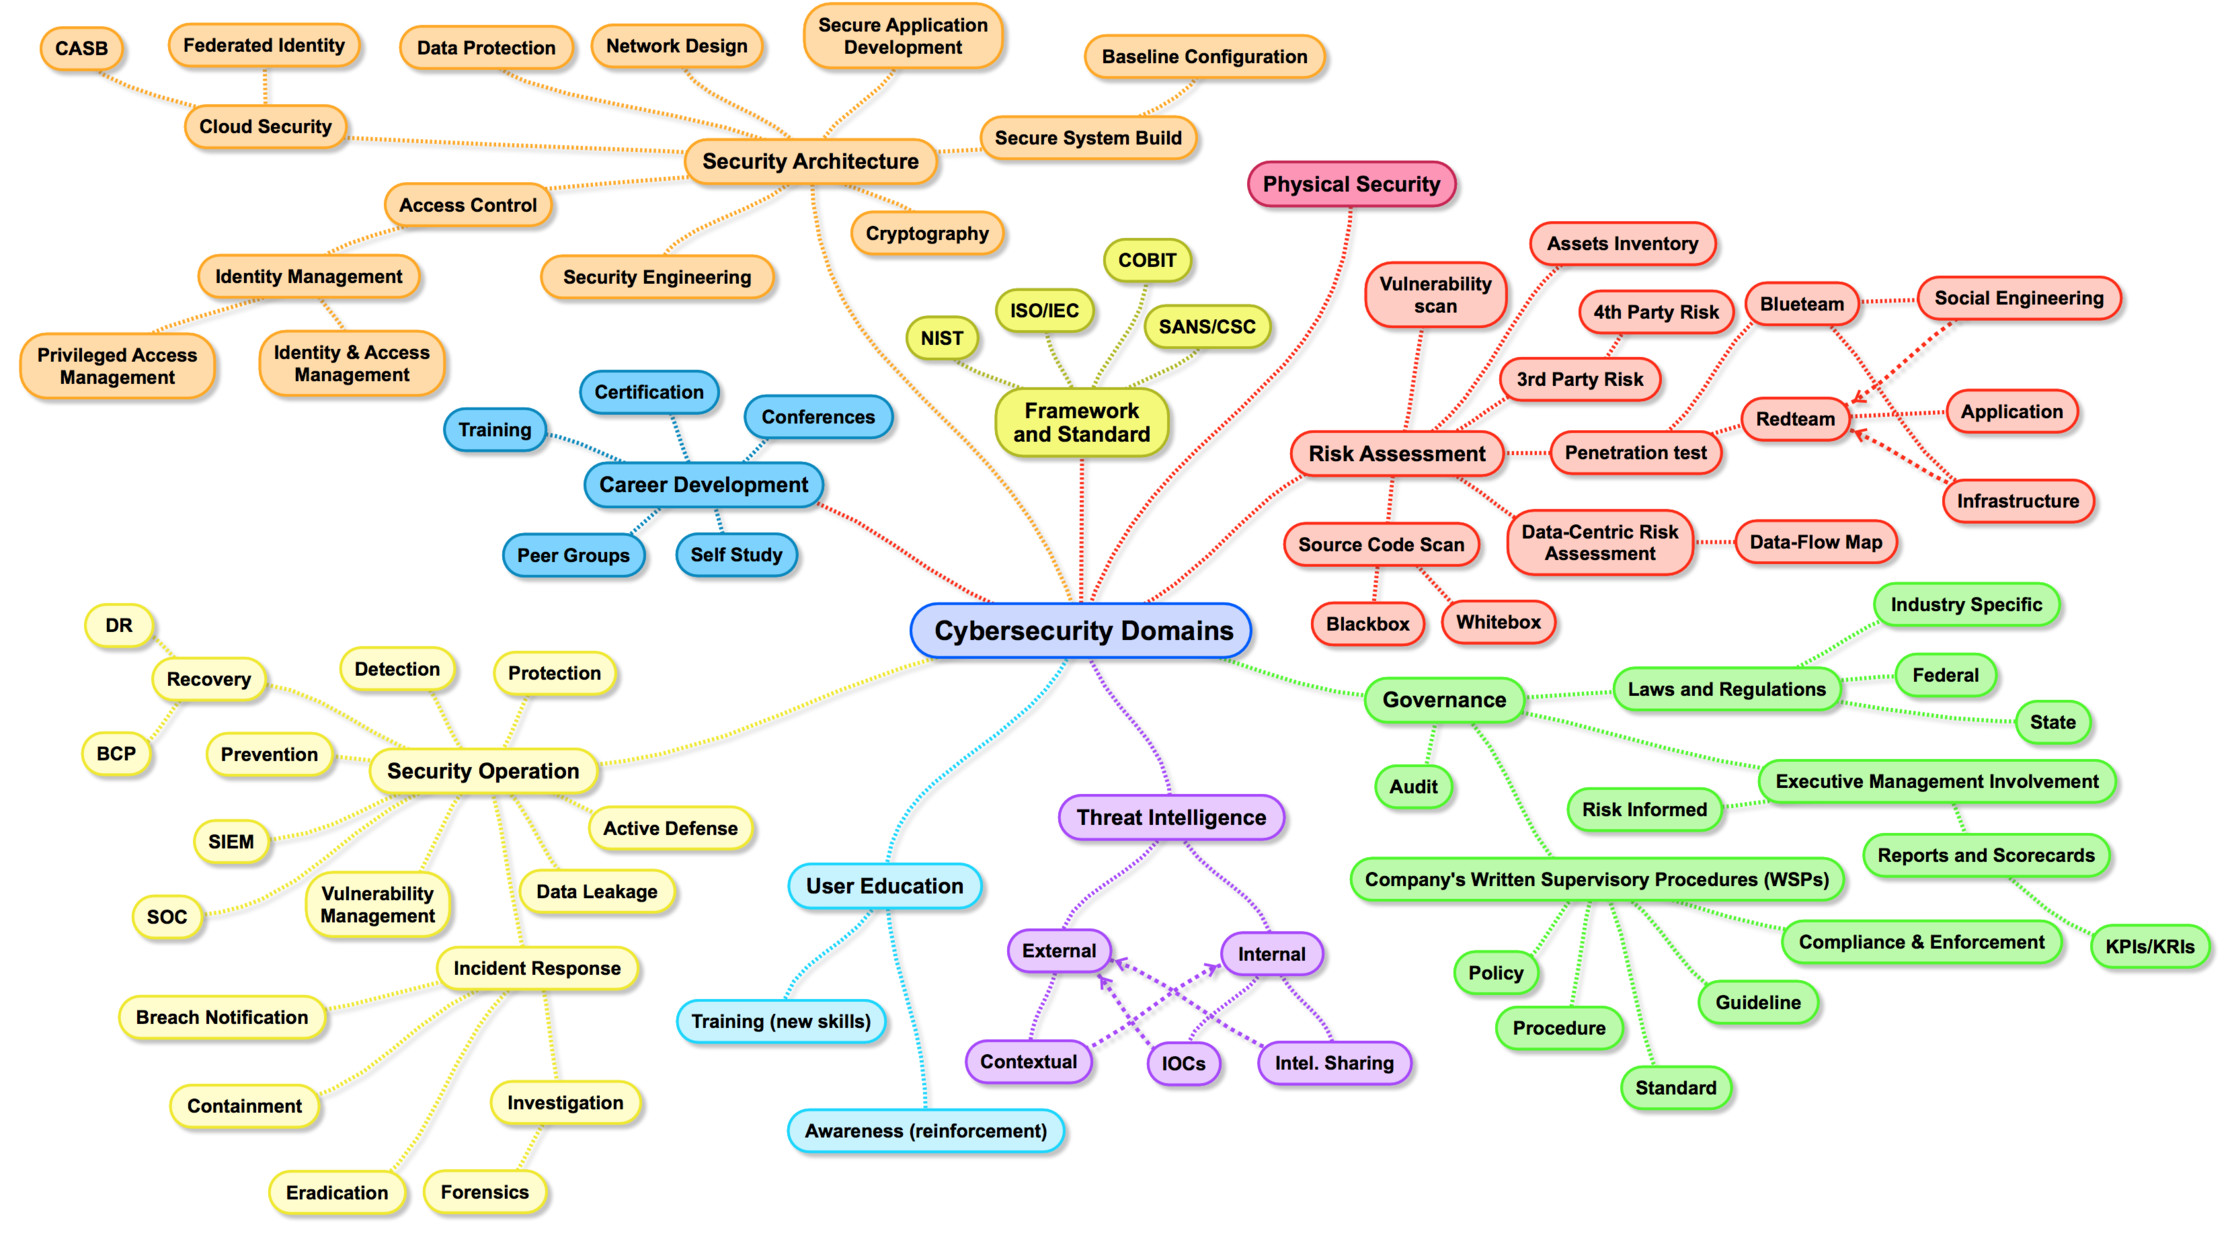 CASB
Federated Identity
Data Protection
Network Design
Secure Application
Development
Baseline Configuration
Cloud Security
Secure System Build
Security Architecture
Access Control
Cryptography
Identity Management
Security Engineering
Privileged Access
Management
Identity & Access
Management
Physical Security
COBIT
ISO/IEC
SANS/CSC
NIST
Framework
and Standard
Certification
Training
Conferences
Career Development
Peer Groups
Self Study
Assets Inventory
Vulnerability
scan
4th Party Risk
Blueteam
Social Engineering
3rd Party Risk
Redteam
Application
Risk Assessment
Penetration test
Infrastructure
Source Code Scan
Data-Centric Risk
Assessment
Data-Flow Map
Blackbox
Whitebox
Cybersecurity Domains
DR
Recovery
Detection
Protection
BCP
Prevention
Security Operation
SIEM
Active Defense
SOC
Vulnerability
Management
Data Leakage
Incident Response
Breach Notification
Containment
Investigation
Eradication
Forensics
User Education
Training (new skills)
Awareness (reinforcement)
Threat Intelligence
External
Internal
Contextual
IOCs
Intel. Sharing
Industry Specific
Laws and Regulations
Federal
Governance
State
Audit
Executive Management Involvement
Risk Informed
Reports and Scorecards
Company's Written Supervisory Procedures (WSPs)
Compliance & Enforcement
KPIs/KRIs
Policy
Guideline
Procedure
Standard